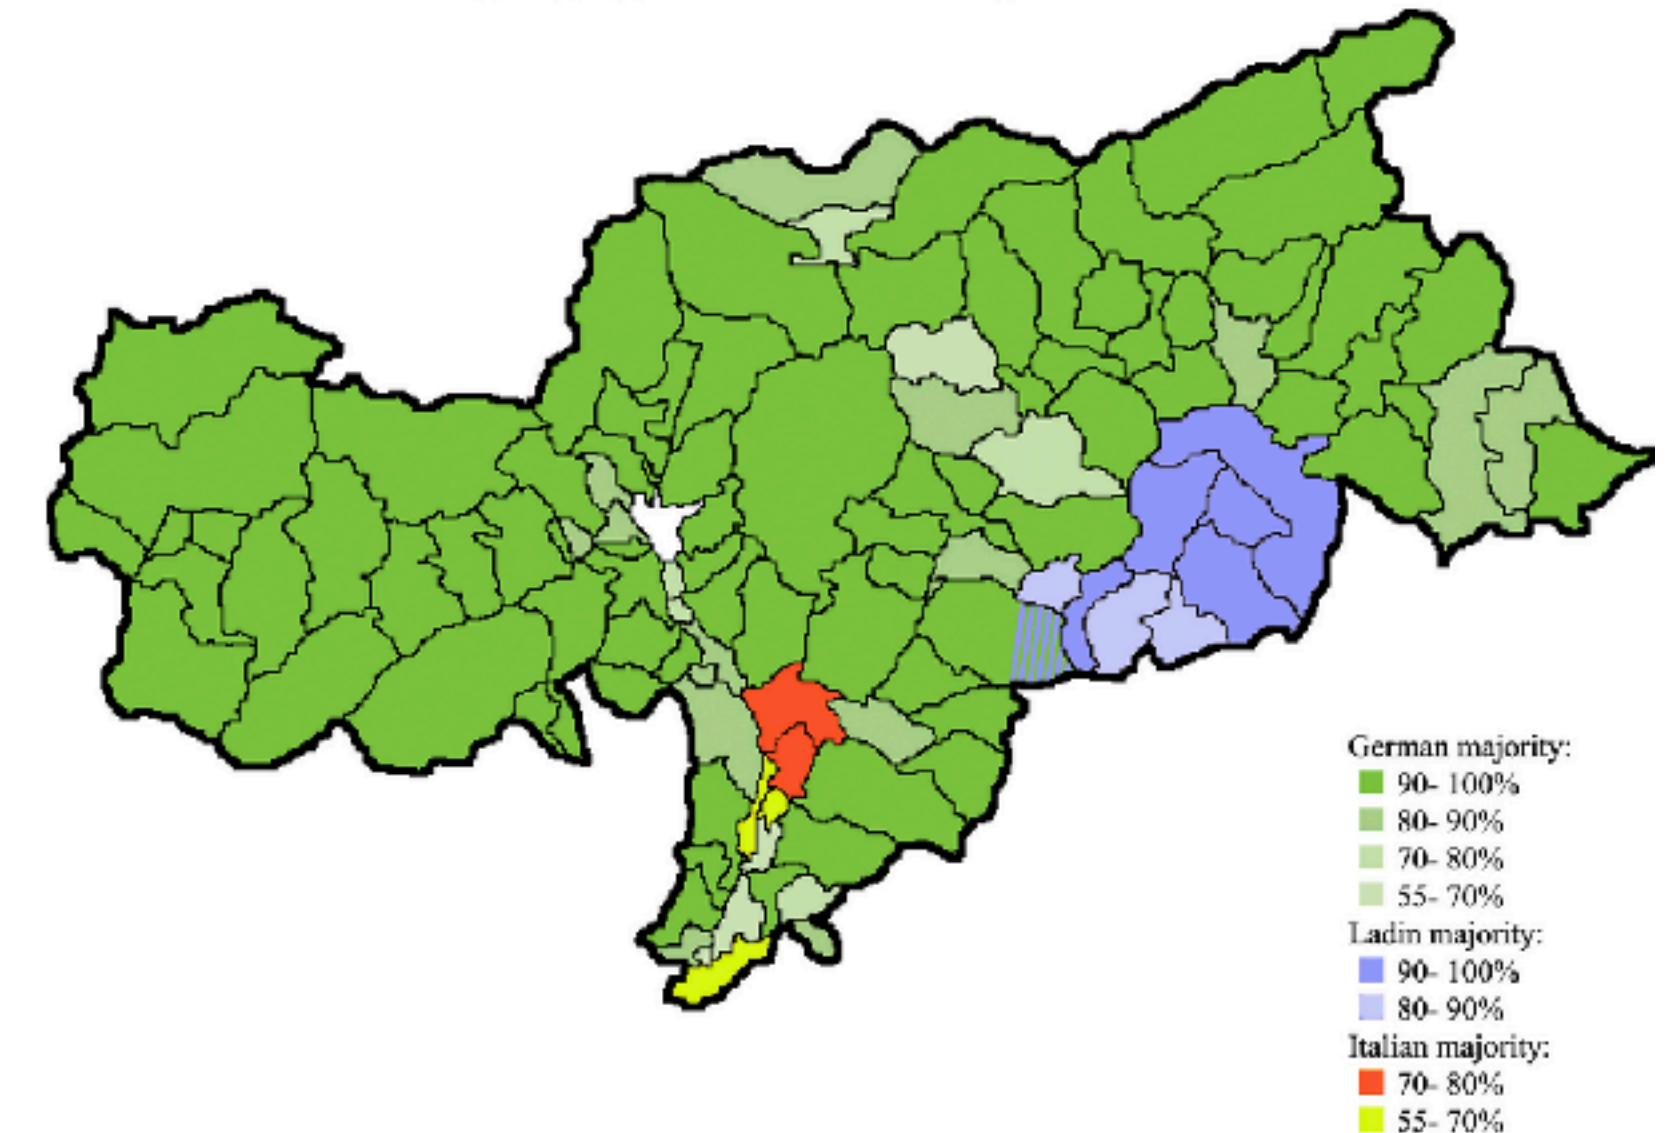 German majority:
90- 100%
80- 90%
70- 80%
55- 70%
Ladin majority:
90- 100%
80- 90%
Italian majority:
70- 80%
55- 70%